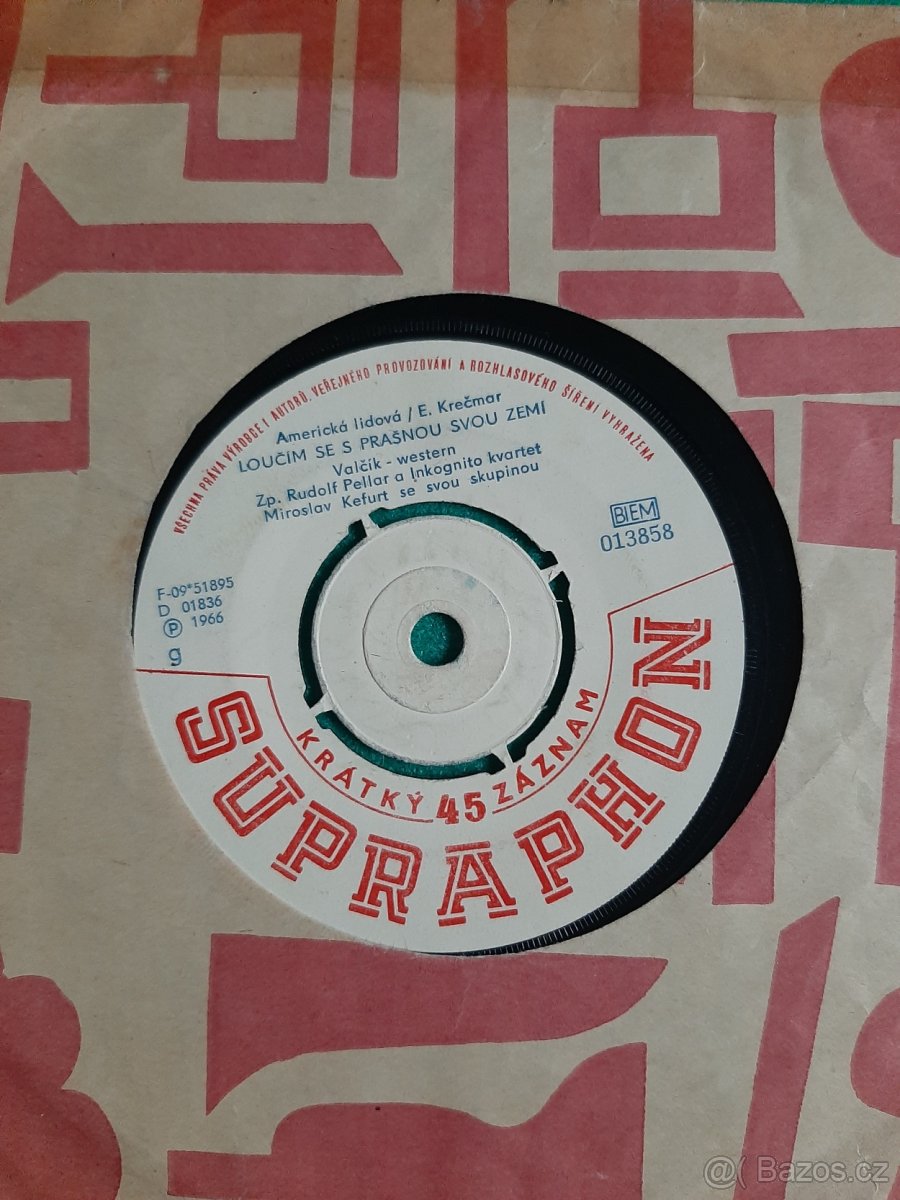 VŠECHNA PRÁVA VÝROBCE I AUTORŮ, VEŘEJNÉHO PROVOZOVÁNÍ A ROZHLASOVÉHO ŠÍŘENÍ VYHRAŽENA
Americká lidová / E. Krečmar
LOUČÍM SE S PRAŠNOU SVOU ZEMÍ
Valčík - western
Zp. Rudolf Pellar a Inkognito kvartet
Miroslav Kefurt se svou skupinou
BIEM
013858
F-09*51895
D 01836
Ⓟ 1966
g
KRÁTKÝ 45 ZÁZNAM
SUPRAPHON
@( Bazos.cz